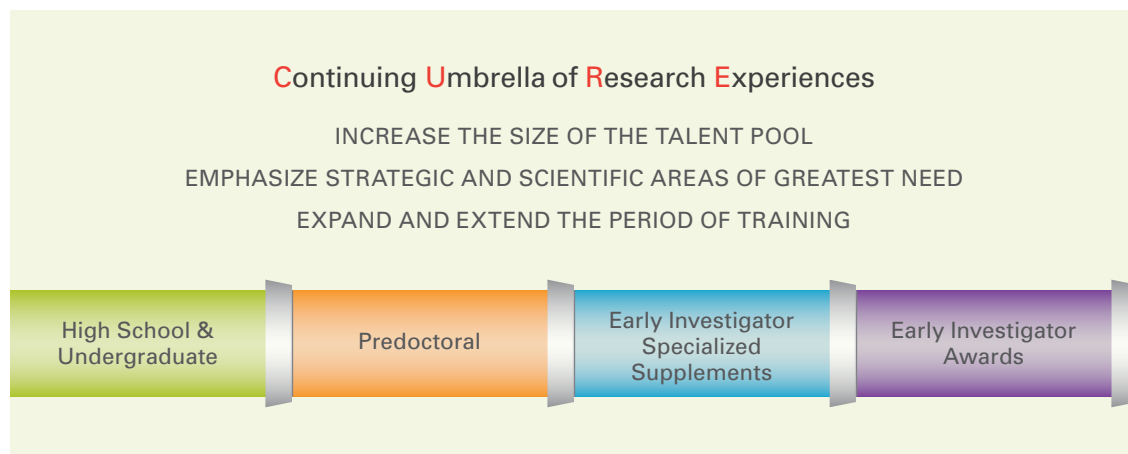 Continuing Umbrella of Research Experiences
INCREASE THE SIZE OF THE TALENT POOL
EMPHASIZE STRATEGIC AND SCIENTIFIC AREAS OF GREATEST NEED
EXPAND AND EXTEND THE PERIOD OF TRAINING
High School &
Undergraduate
Predoctoral
Early Investigator
Specialized
Supplements
Early Investigator
Awards